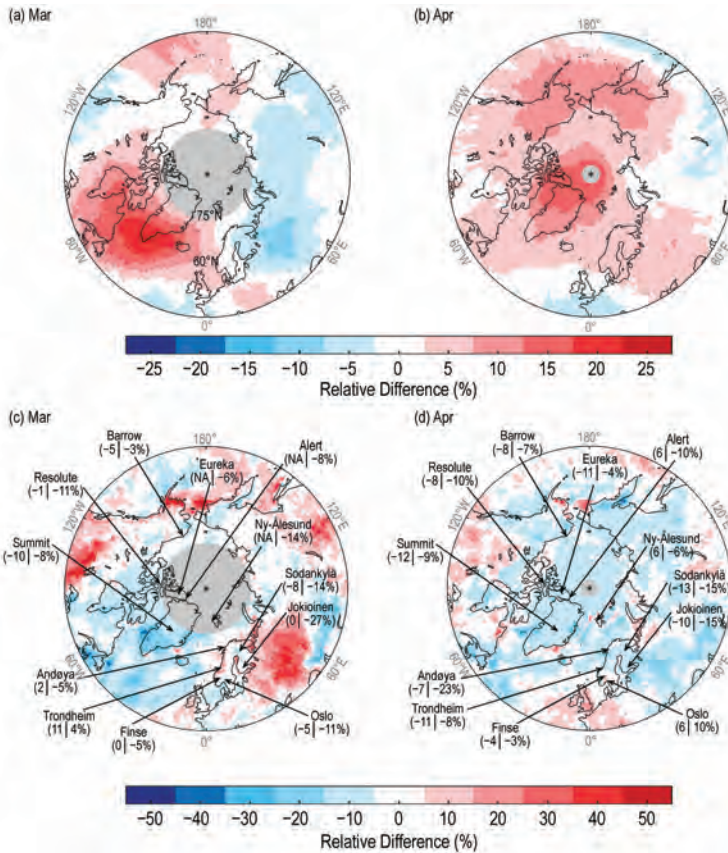 (a) Mar
180°
120°W
120°E
75°N
60°N
60°W
60°E
0°
(b) Apr
180°
120°W
120°E
60°W
60°E
0°
−25 −20 −15 −10 −5 0 5 10 15 20 25
Relative Difference (%)
(c) Mar
180°
120°W
120°E
60°W
60°E
0°
Barrow
(−5| −3%)
Eureka
(NA| −6%)
Alert
(NA| −8%)
Resolute
(−1| −11%)
Ny-Alesund
(NA| −14%)
Summit
(−10| −8%)
Sodankylä
(−8| −14%)
Jokioinen
(0| −27%)
Andøya
(2| −5%)
Trondheim
(11| 4%)
Finse
(0| −5%)
Oslo
(−5| −11%)
(d) Apr
180°
120°W
120°E
60°W
60°E
0°
Barrow
(−8| −7%)
Eureka
(−11| −4%)
Alert
(6| −10%)
Resolute
(−8| −10%)
Ny-Alesund
(6| −6%)
Summit
(−12| −9%)
Sodankylä
(−13| −15%)
Jokioinen
(−10| −15%)
Andøya
(−7| −23%)
Trondheim
(−11| −8%)
Finse
(−4| −3%)
Oslo
(6| 10%)
−50 −40 −30 −20 −10 0 10 20 30 40 50
Relative Difference (%)